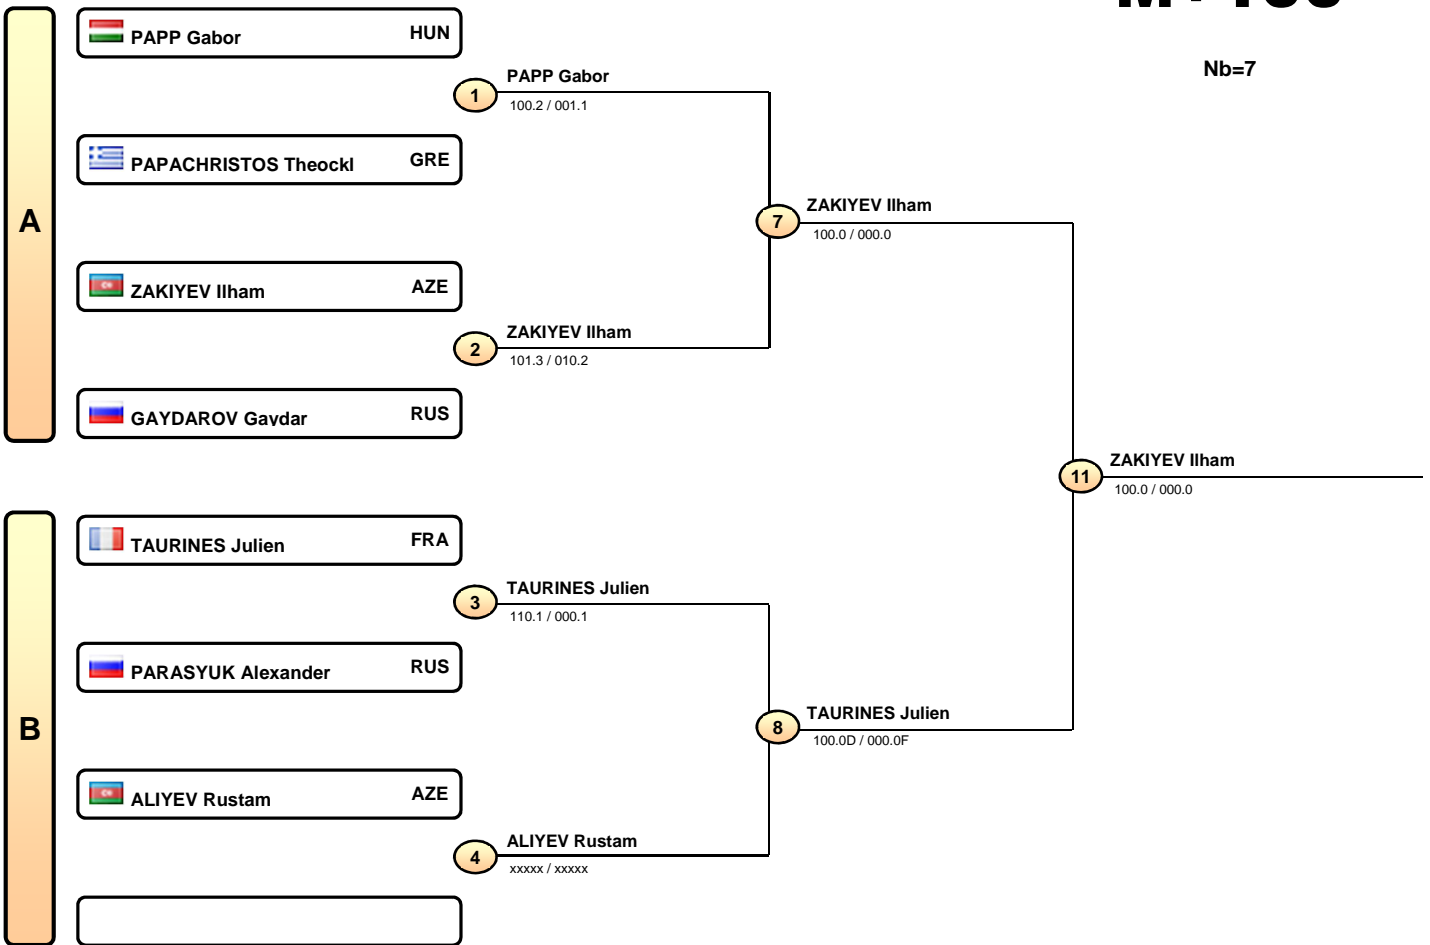 Nb=7
A
PAPP Gabor HUN
PAPACHRISTOS Theockl GRE
ZAKIYEV Ilham AZE
GAYDAROV Gaydar RUS
B
TAURINES Julien FRA
PARASYUK Alexander RUS
ALIYEV Rustam AZE
1 PAPP Gabor
100.2 / 001.1
2 ZAKIYEV Ilham
101.3 / 010.2
3 TAURINES Julien
110.1 / 000.1
4 ALIYEV Rustam
xxxxx / xxxxx
7 ZAKIYEV Ilham
100.0 / 000.0
8 TAURINES Julien
100.0D / 000.0F
11 ZAKIYEV Ilham
100.0 / 000.0